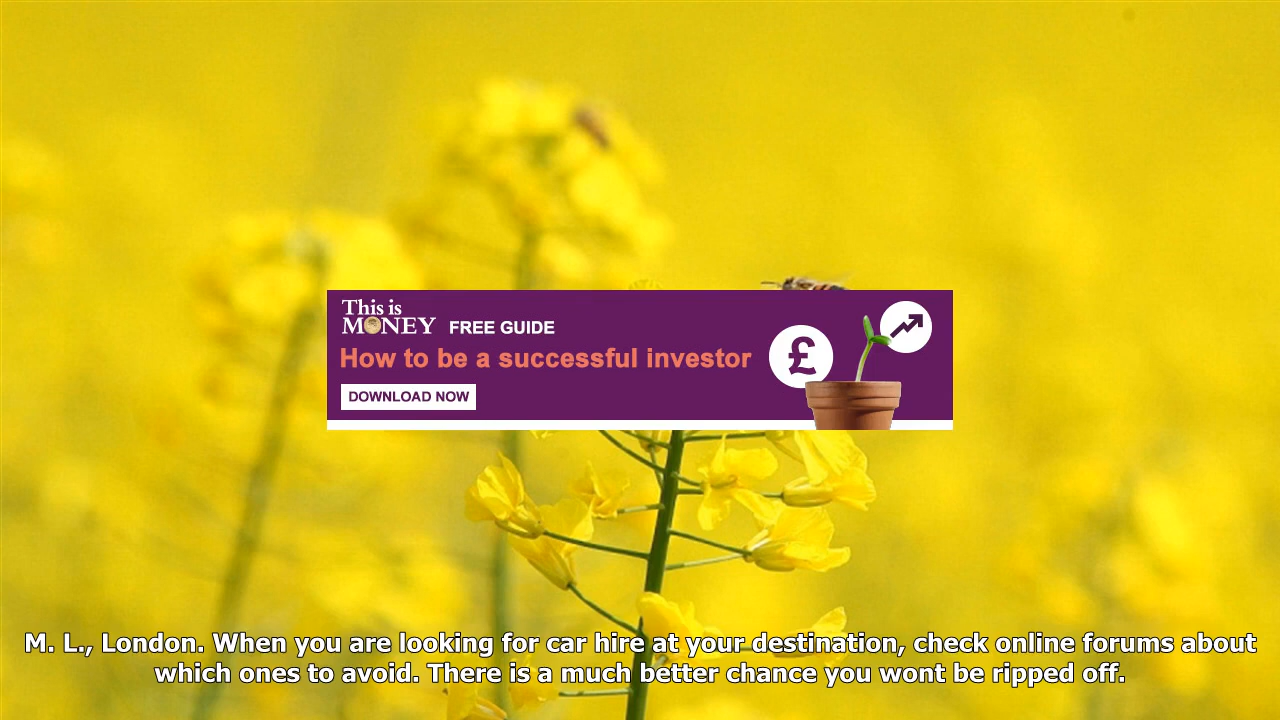 This is
MONEY FREE GUIDE
How to be a successful investor
DOWNLOAD NOW
£
M. L., London. When you are looking for car hire at your destination, check online forums about
which ones to avoid. There is a much better chance you wont be ripped off.